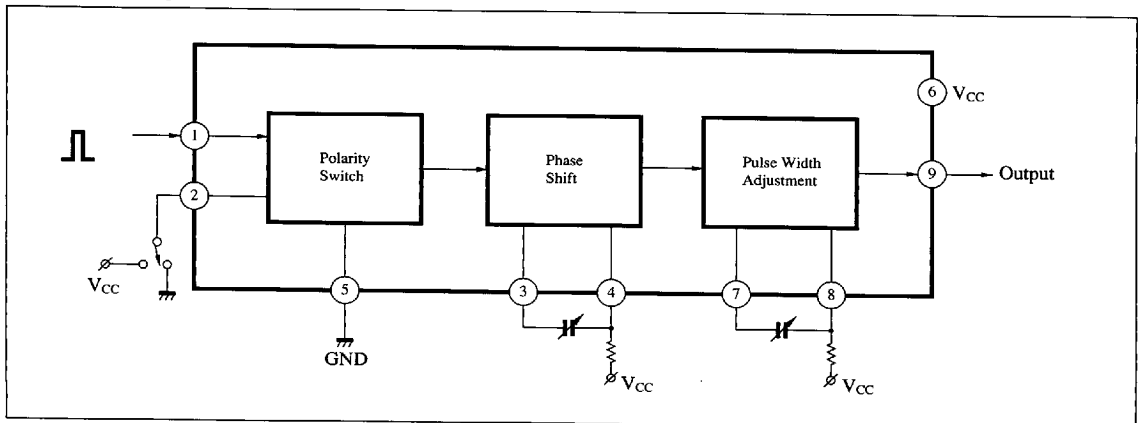 6
VCC
1
Polarity
Switch
Phase
Shift
Pulse Width
Adjustment
9
Output
2
VCC
5
3
4
7
8
GND
VCC
VCC